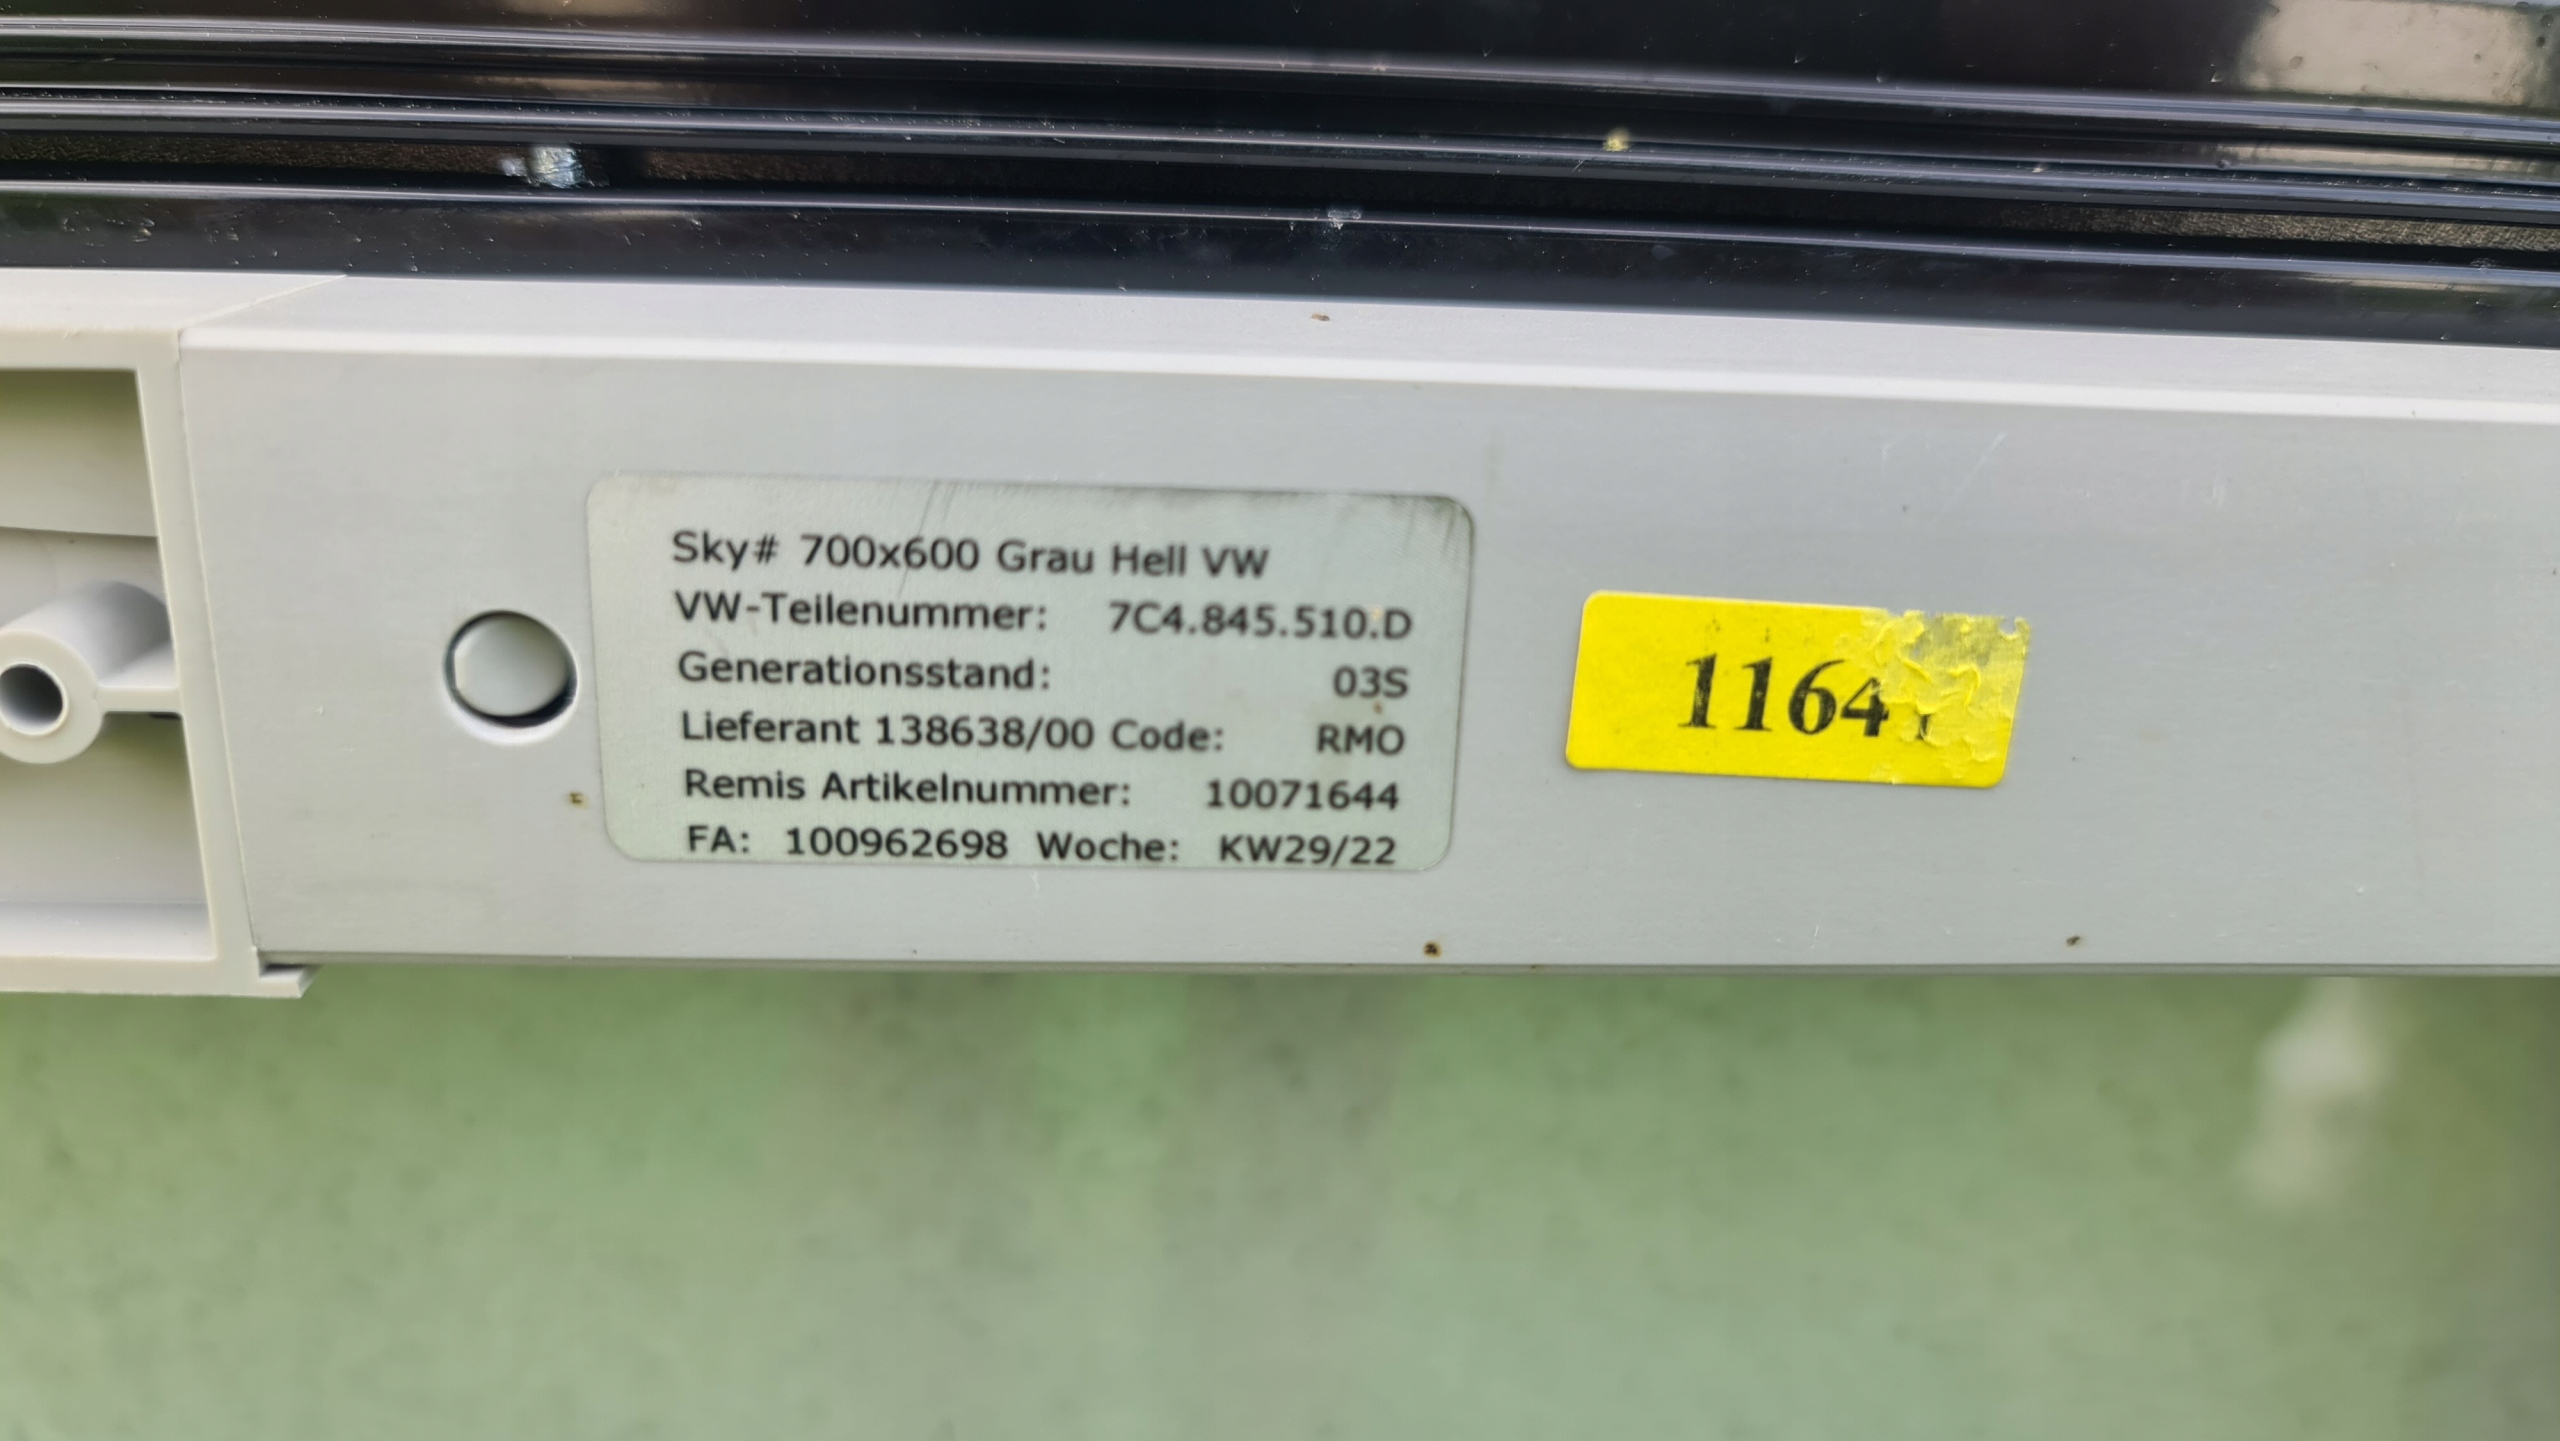 Sky# 700x600 Grau Hell VW
VW-Teilenummer: 7C4.845.510.D
Generationsstand: 03S
Lieferant 138638/00 Code: RMO
Remis Artikelnummer: 10071644
FA: 100962698 Woche: KW29/22